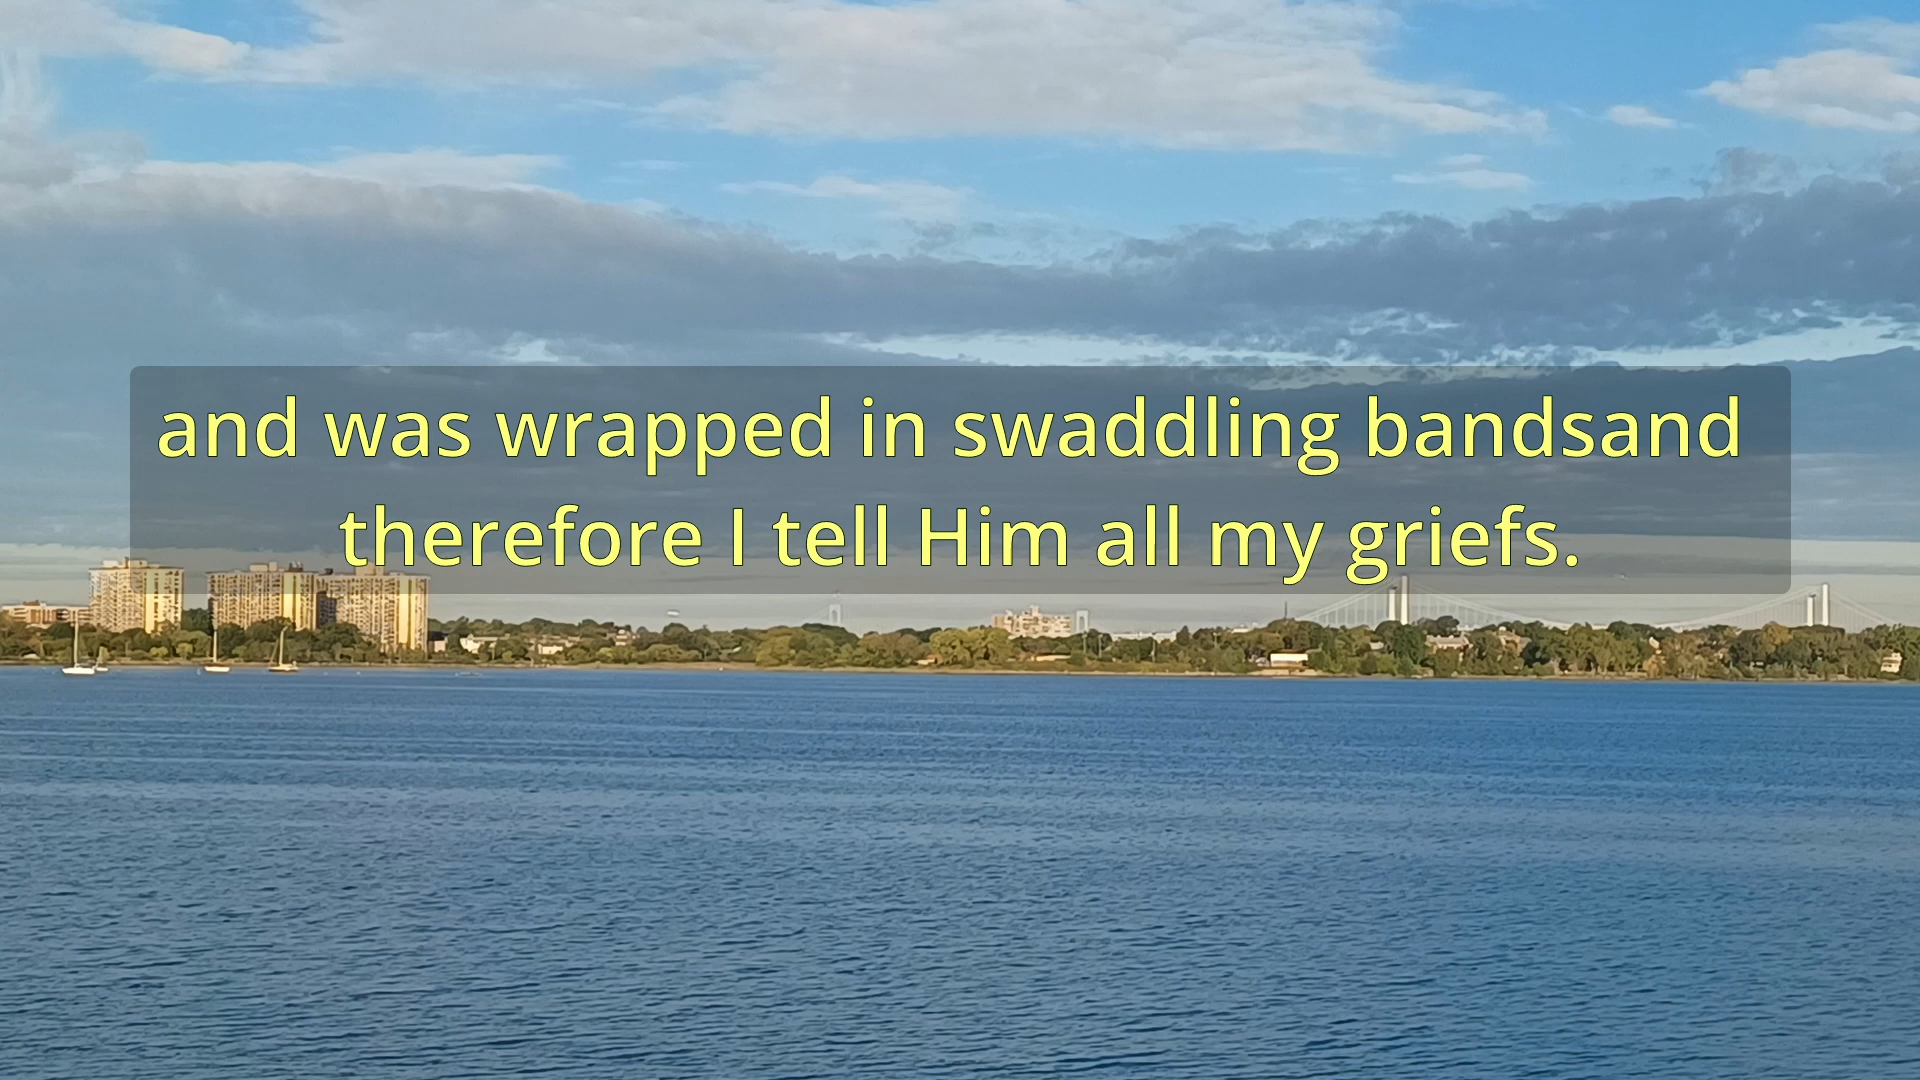 and was wrapped in swaddling bandsand
therefore I tell Him all my griefs.